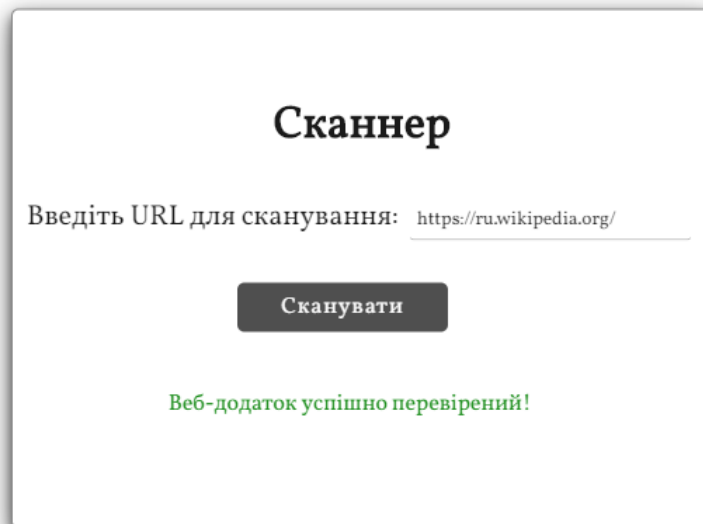 Сканнер
Введіть URL для сканування: https://ru.wikipedia.org/
Сканувати
Веб-додаток успішно перевірений!